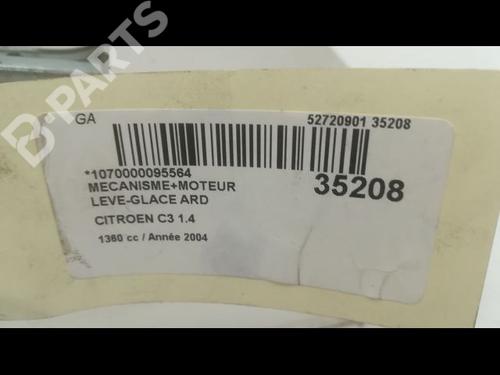 B-PARTS
GA
52720901 35208
*1070000095564
35208
MECANISME+MOTEUR
LEVE-GLACE ARD
CITROEN C3 1.4
1360 cc / Année 2004